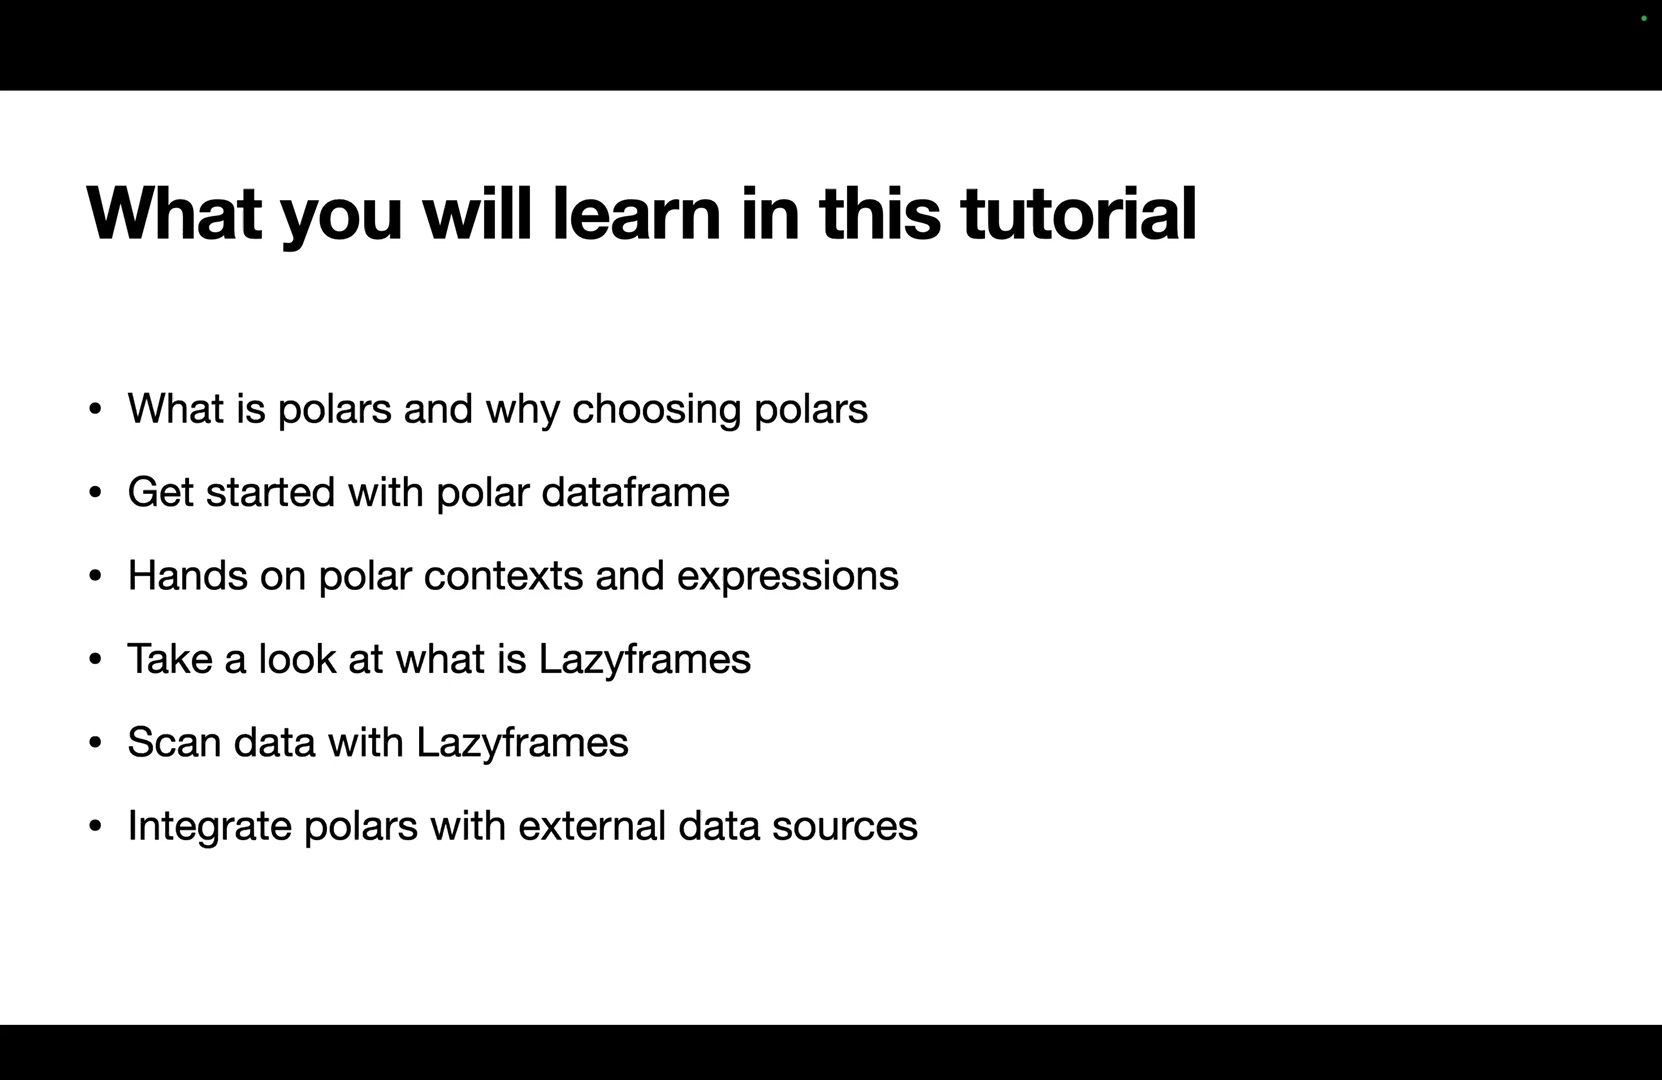 What you will learn in this tutorial
• What is polars and why choosing polars
• Get started with polar dataframe
• Hands on polar contexts and expressions
• Take a look at what is Lazyframes
• Scan data with Lazyframes
• Integrate polars with external data sources